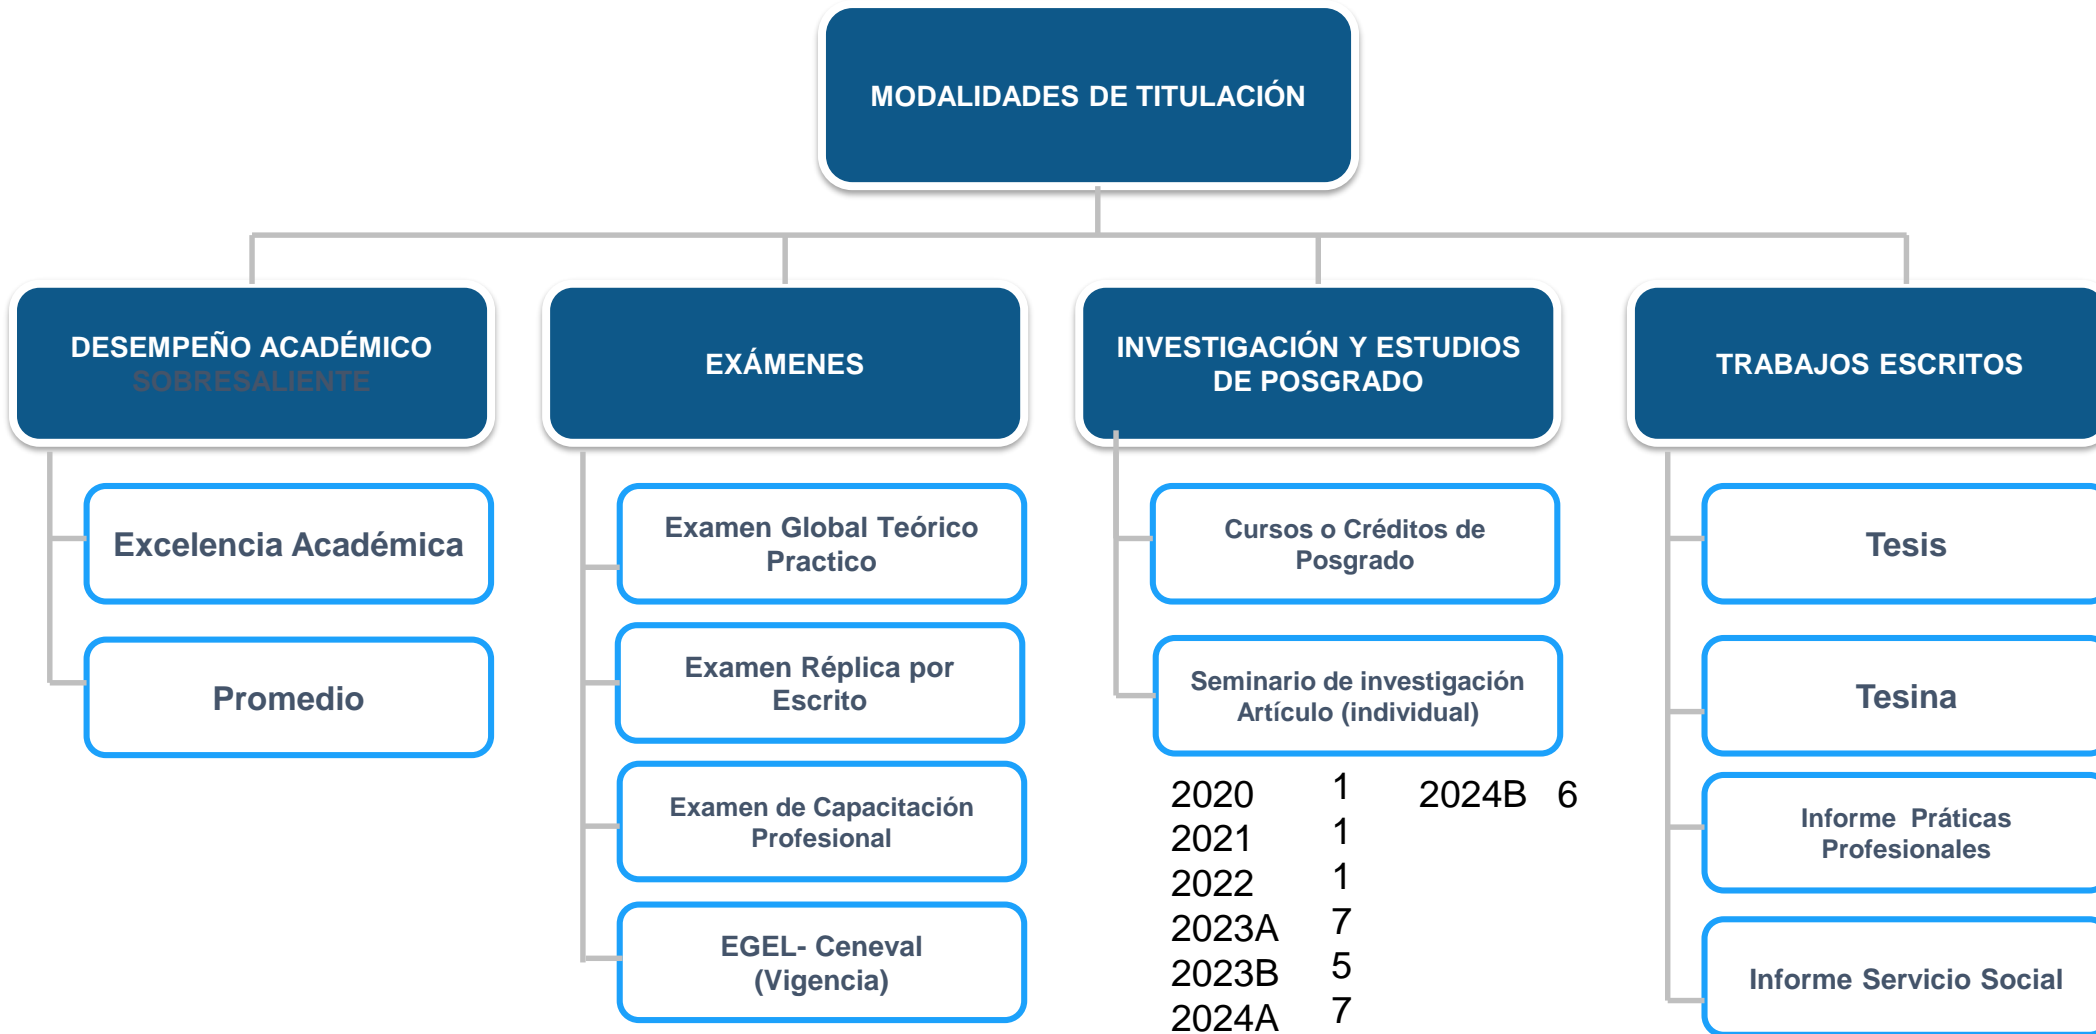 MODALIDADES DE TITULACIÓN
DESEMPEÑO ACADÉMICO
SOBRESALIENTE
Excelencia Académica
Promedio
EXÁMENES
Examen Global Teórico
Practico
Examen Réplica por
Escrito
Examen de Capacitación
Profesional
EGEL- Ceneval
(Vigencia)
INVESTIGACIÓN Y ESTUDIOS
DE POSGRADO
Cursos o Créditos de
Posgrado
Seminario de investigación
Artículo (individual)
2020 1 2024B 6
2021 1
2022 1
2023A 7
2023B 5
2024A 7
TRABAJOS ESCRITOS
Tesis
Tesina
Informe Práticas
Profesionales
Informe Servicio Social